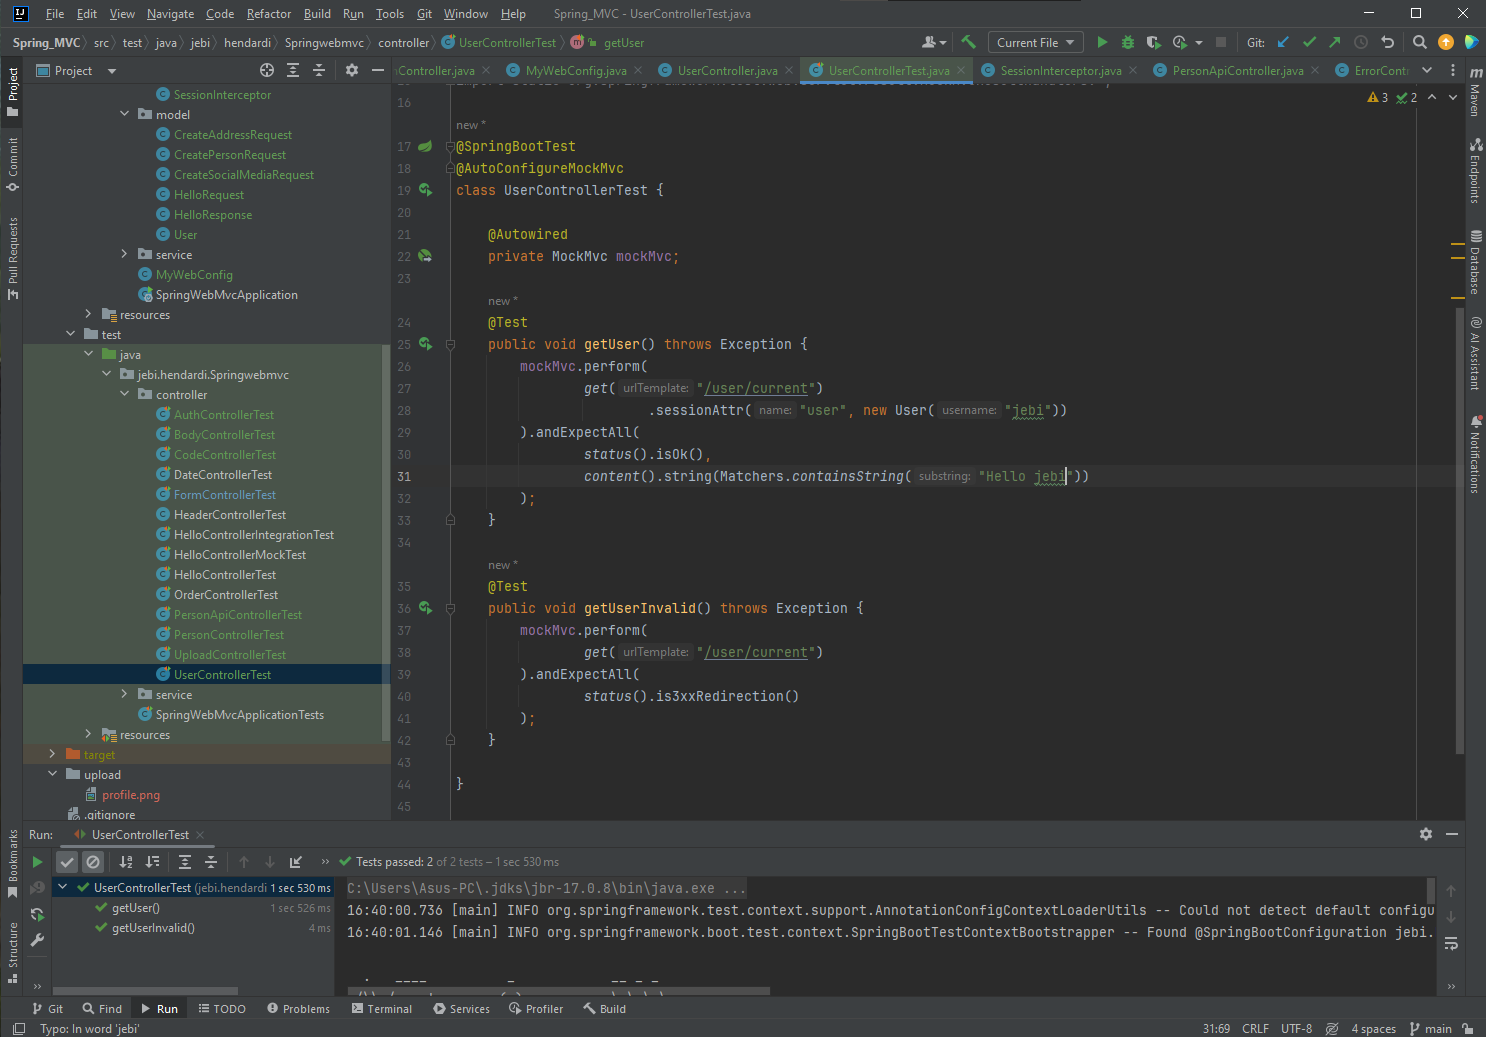 File Edit View Navigate Code Refactor Build Run Tools Git Window Help Spring_MVC - UserControllerTest.java
Spring_MVC src test java jebi hendardi Springwebmvc controller UserControllerTest getUser Current File Git:
Project
Controller.java MyWebConfig.java UserController.java UserControllerTest.java SessionInterceptor.java PersonApiController.java ErrorContr
Project
Commit
Pull Requests
Bookmarks
Structure
SessionInterceptor
model
CreateAddressRequest
CreatePersonRequest
CreateSocialMediaRequest
HelloRequest
HelloResponse
User
service
MyWebConfig
SpringWebMvcApplication
resources
test
java
jebi.hendardi.Springwebmvc
controller
AuthControllerTest
BodyControllerTest
CodeControllerTest
DateControllerTest
FormControllerTest
HeaderControllerTest
HelloControllerIntegrationTest
HelloControllerMockTest
HelloControllerTest
OrderControllerTest
PersonApiControllerTest
PersonControllerTest
UploadControllerTest
UserControllerTest
service
SpringWebMvcApplicationTests
resources
target
upload
profile.png
.gitignore
3 2
16
new *
17 @SpringBootTest
18 @AutoConfigureMockMvc
19 class UserControllerTest {
20
21 @Autowired
22 private MockMvc mockMvc;
23
new *
24 @Test
25 public void getUser() throws Exception {
26 mockMvc.perform(
27 get( urlTemplate: "/user/current")
28 .sessionAttr( name: "user", new User( username: "jebi"))
29 ).andExpectAll(
30 status().isOk(),
31 content().string(Matchers.containsString( substring: "Hello jebi"))
32 );
33 }
34
new *
35 @Test
36 public void getUserInvalid() throws Exception {
37 mockMvc.perform(
38 get( urlTemplate: "/user/current")
39 ).andExpectAll(
40 status().is3xxRedirection()
41 );
42 }
43
44 }
45
Maven
Endpoints
Database
AI Assistant
Notifications
Run: UserControllerTest
Tests passed: 2 of 2 tests – 1 sec 530 ms
UserControllerTest (jebi.hendardi 1 sec 530 ms
getUser() 1 sec 526 ms
getUserInvalid() 4 ms
C:\Users\Asus-PC\.jdks\jbr-17.0.8\bin\java.exe ...
16:40:00.736 [main] INFO org.springframework.test.context.support.AnnotationConfigContextLoaderUtils -- Could not detect default configu
16:40:01.146 [main] INFO org.springframework.boot.test.context.SpringBootTestContextBootstrapper -- Found @SpringBootConfiguration jebi.
Git Find Run TODO Problems Terminal Services Profiler Build
Typo: In word 'jebi' 31:69 CRLF UTF-8 4 spaces main